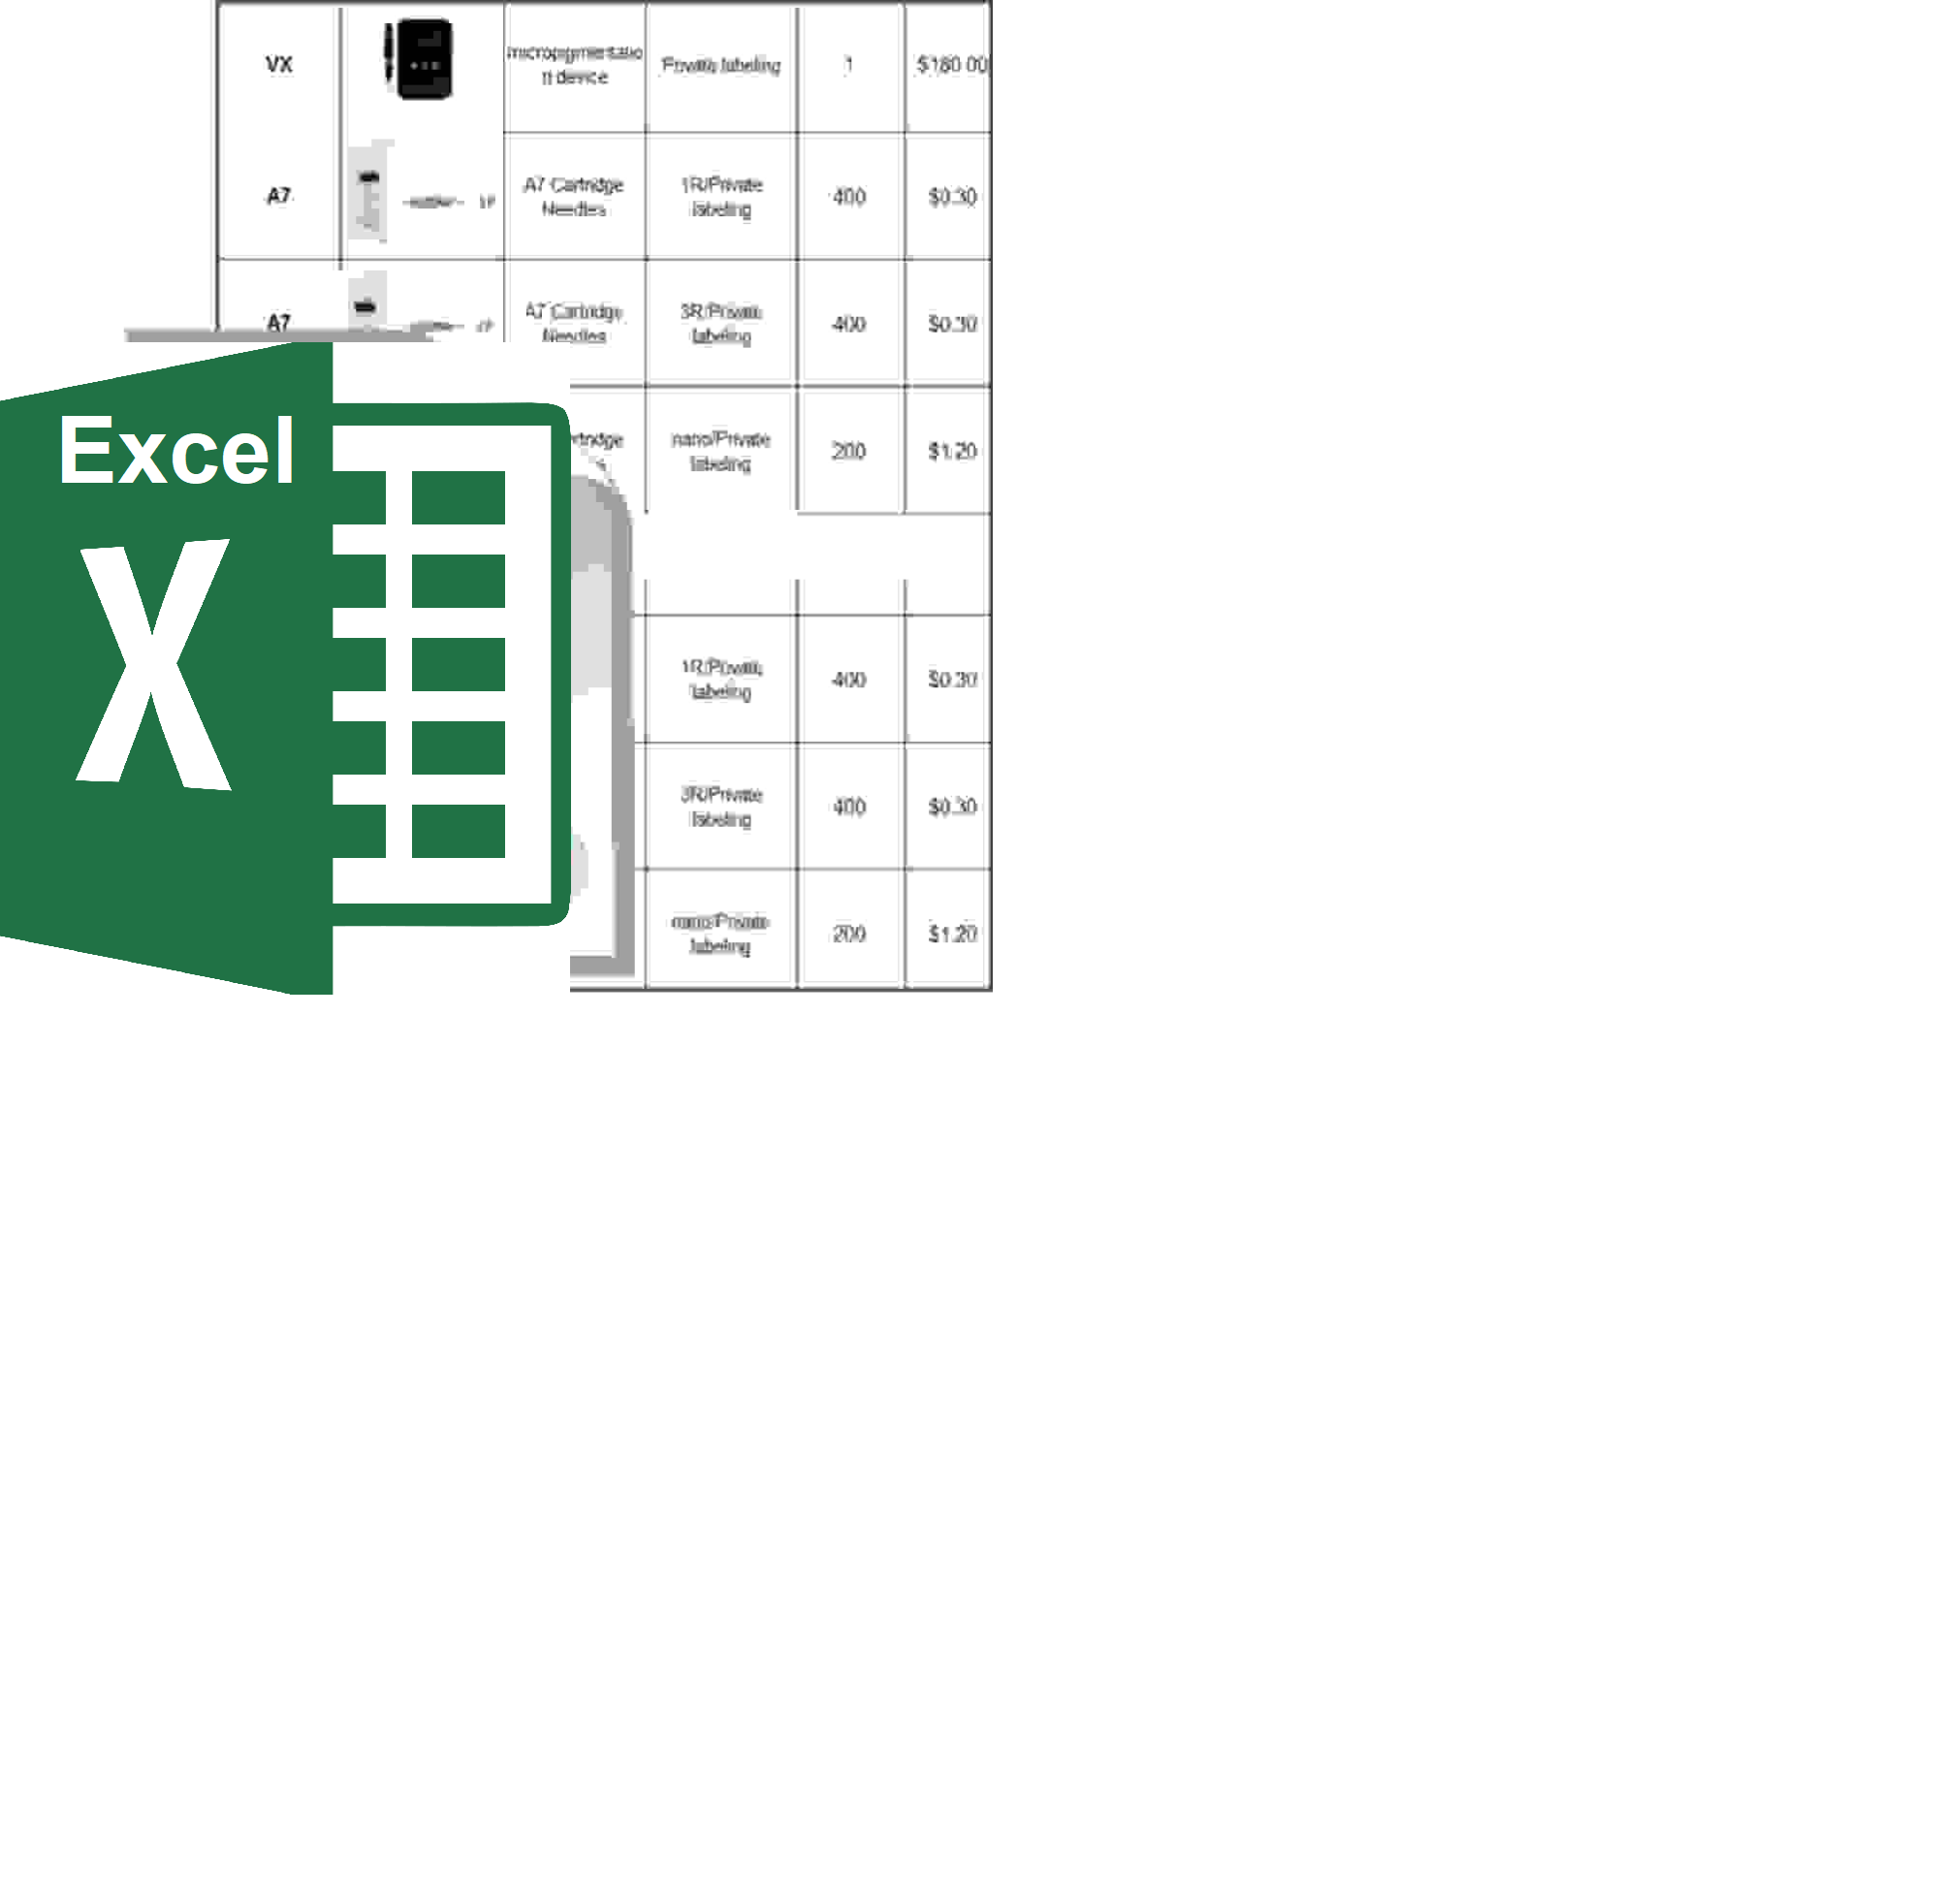 VX
micropigmentatio
n device
Private labeling
1
$180.00
A7
A7 Cartridge
Needles
1R/Private
labeling
400
$0.30
A7
A7 Cartridge
Needles
3R/Private
labeling
400
$0.30
Excel
X
rtridge
nano/Private
labeling
200
$1.20
1R/Private
labeling
400
$0.30
3R/Private
labeling
400
$0.30
nano/Private
labeling
200
$1.20